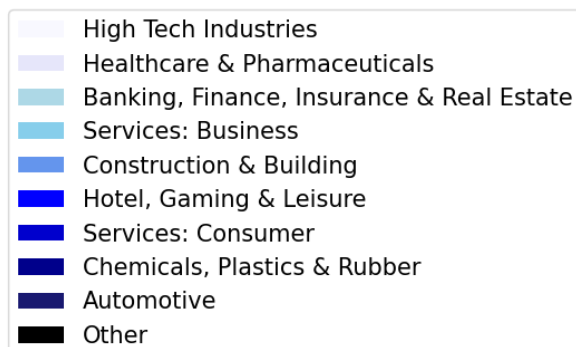 High Tech Industries
Healthcare & Pharmaceuticals
Banking, Finance, Insurance & Real Estate
Services: Business
Construction & Building
Hotel, Gaming & Leisure
Services: Consumer
Chemicals, Plastics & Rubber
Automotive
Other